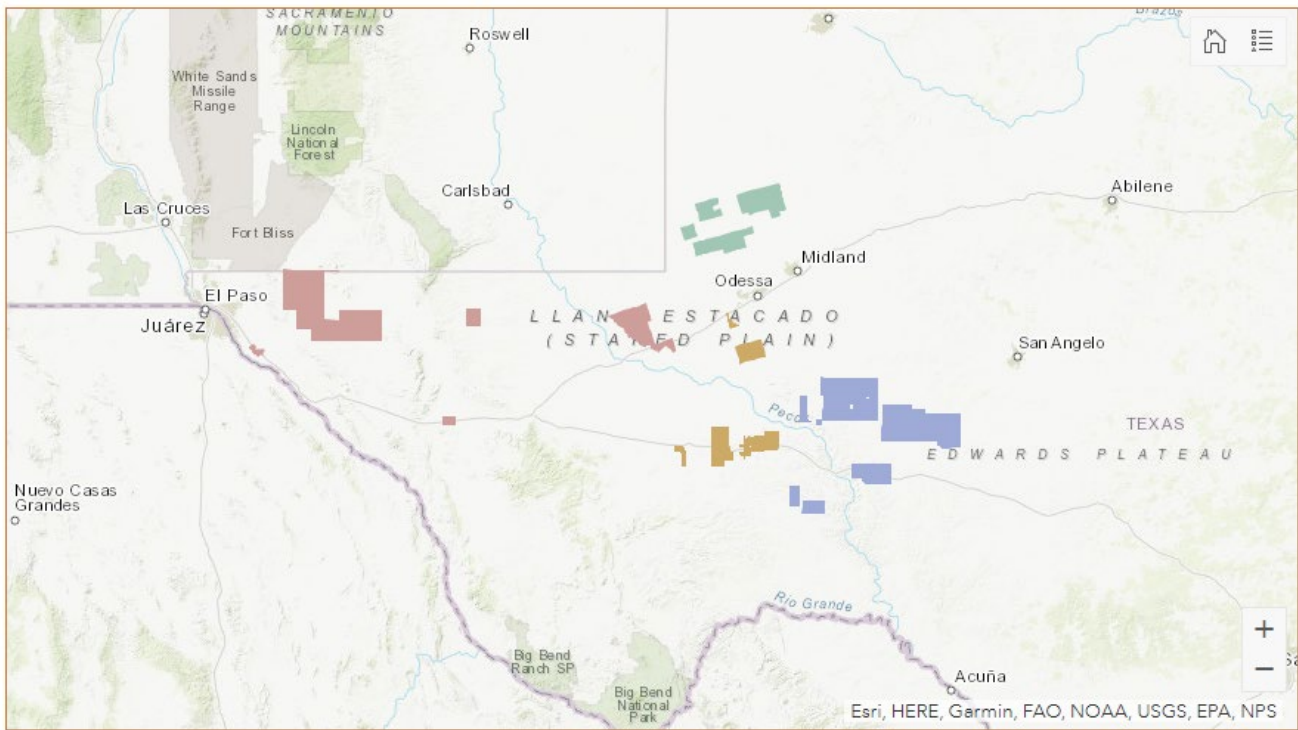 SACRAMENTO
MOUNTAINS
Roswell
Brazos
White Sands
Missile
Range
Lincoln
National
Forest
Carlsbad
Abilene
Las Cruces
Fort Bliss
Midland
Odessa
El Paso
Juárez
LLANO ESTACADO
(STAKED PLAIN)
San Angelo
Pecos
TEXAS
EDWARDS PLATEAU
Nuevo Casas
Grandes
Rio Grande
Big Bend
Ranch SP
Big Bend
National
Park
Acuña
+
−
Esri, HERE, Garmin, FAO, NOAA, USGS, EPA, NPS